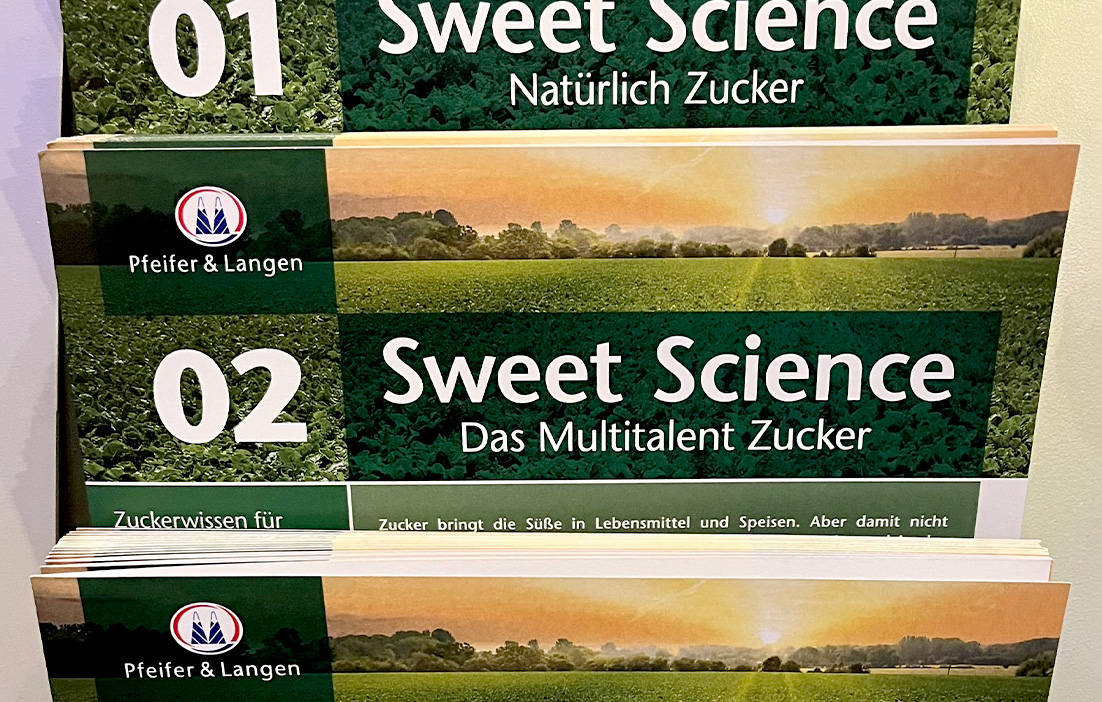 01
Sweet Science
Natürlich Zucker
Pfeifer & Langen
02
Sweet Science
Das Multitalent Zucker
Zuckerwissen für
Zucker bringt die Süße in Lebensmittel und Speisen. Aber damit nicht
Pfeifer & Langen